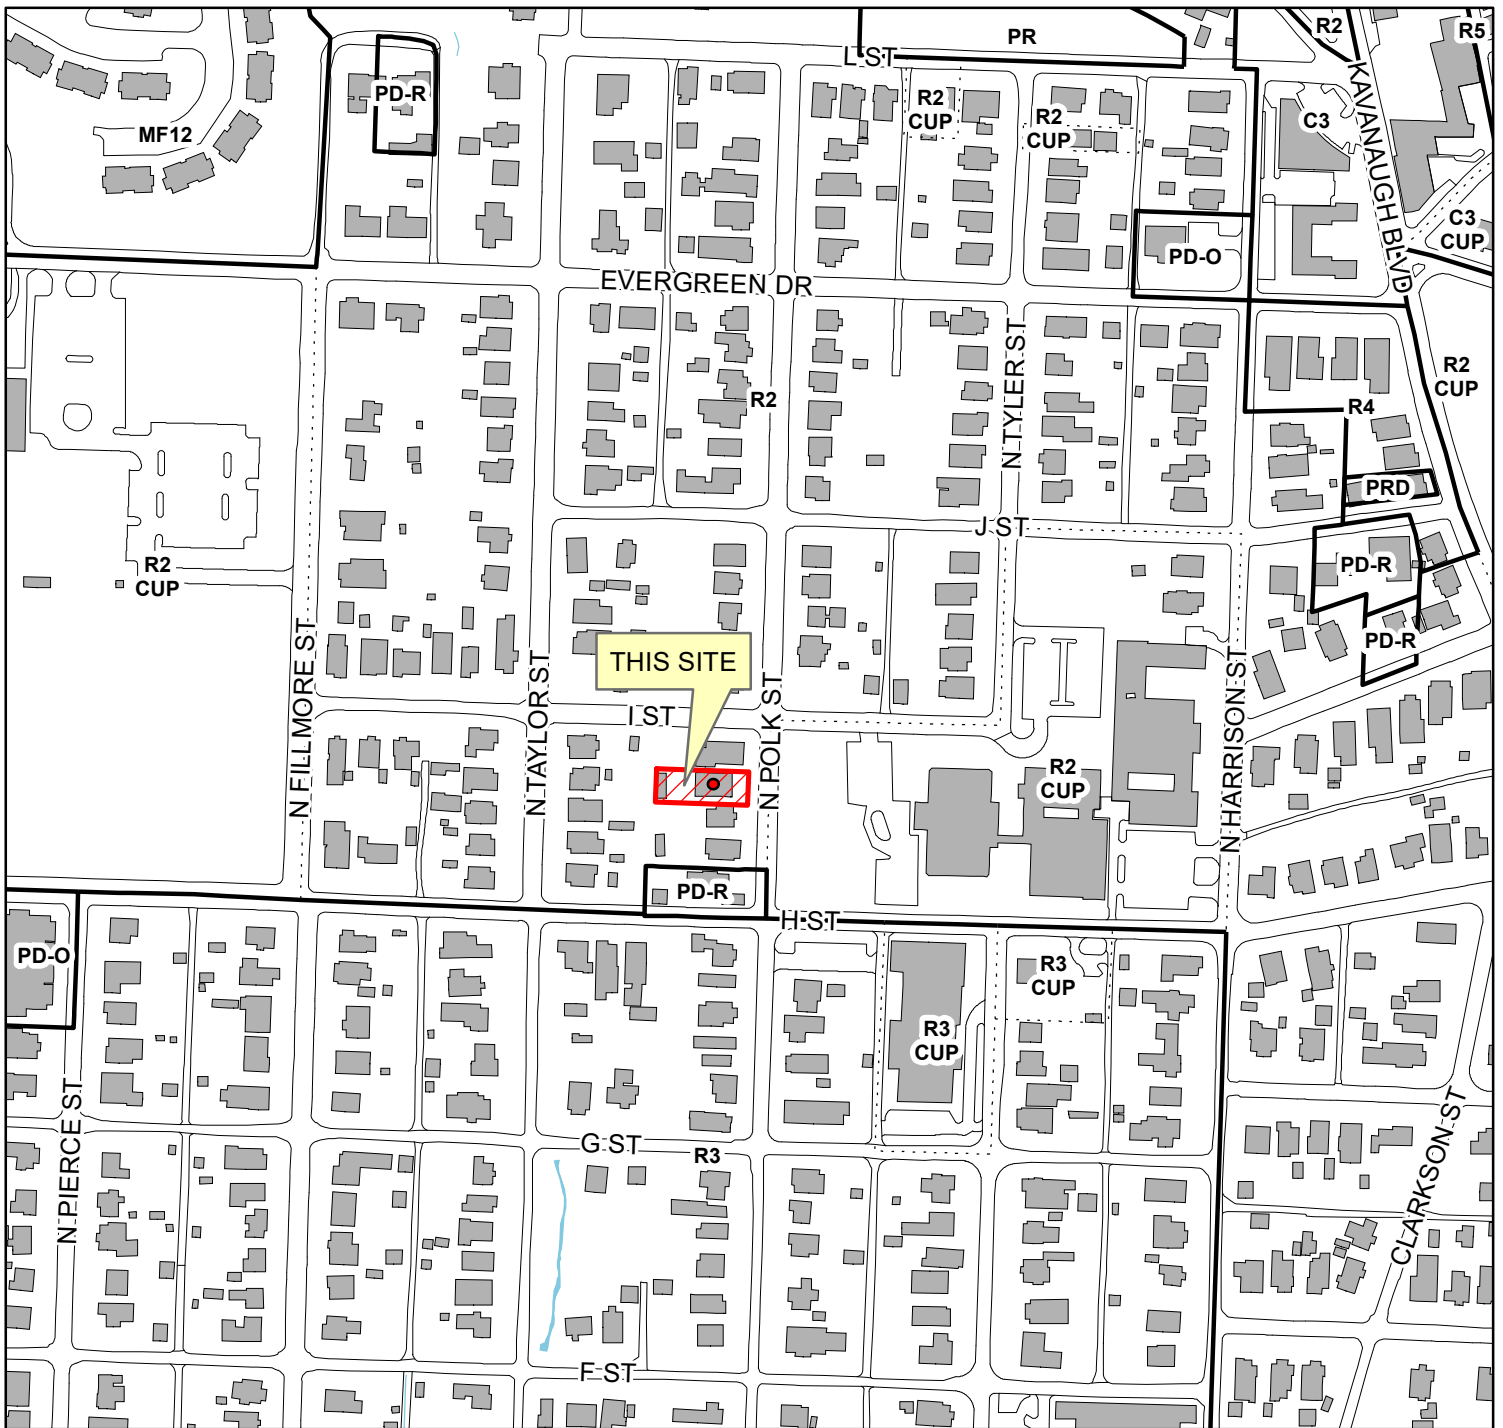 R2
R5
PR
L ST
KAVANAUGH BLVD
PD-R
R2
CUP
R2
CUP
C3
MF12
C3
CUP
PD-O
EVERGREEN DR
N TYLER ST
R2
CUP
R2
R4
PRD
J ST
R2
CUP
PD-R
PD-R
THIS SITE
N FILLMORE ST
N TAYLOR ST
I ST
N POLK ST
N HARRISON ST
R2
CUP
PD-R
H ST
PD-O
R3
CUP
R3
CUP
N PIERCE ST
G ST
R3
CLARKSON ST
F ST